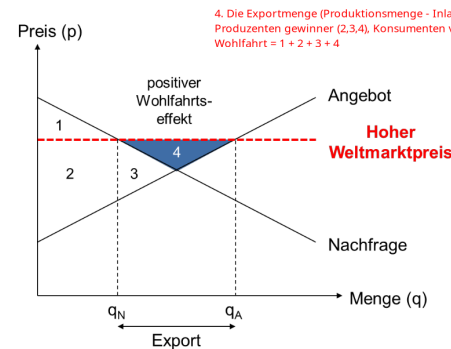 4. Die Exportmenge (Produktionsmenge - Inla
Produzenten gewinner (2,3,4), Konsumenten v
Wohlfahrt = 1 + 2 + 3 + 4
Preis (p)
positiver
Wohlfahrts-
effekt
Angebot
1
Hoher
Weltmarktpreis
4
2
3
Nachfrage
Menge (q)
qN
qA
Export